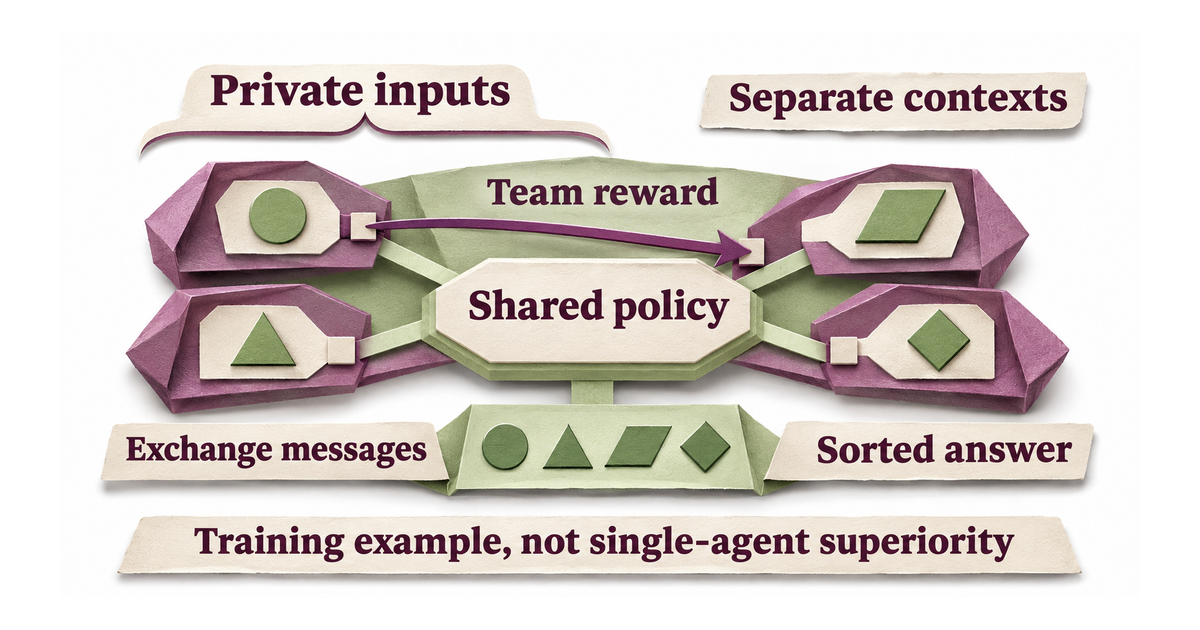 Private inputs
Separate contexts
Team reward
Shared policy
Exchange messages
Sorted answer
Training example, not single-agent superiority